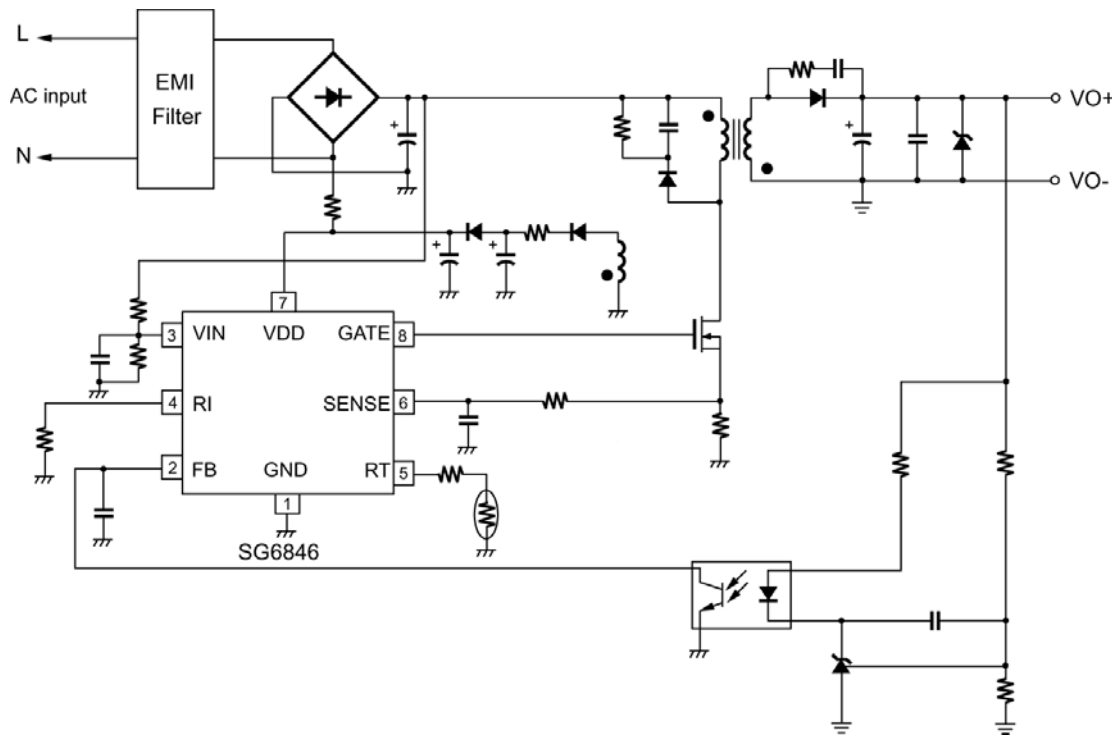 L
AC input
N
EMI
Filter
+
+
VO+
VO-
+
+
7
3 VIN VDD GATE 8
4 RI SENSE 6
2 FB GND RT 5
1
SG6846